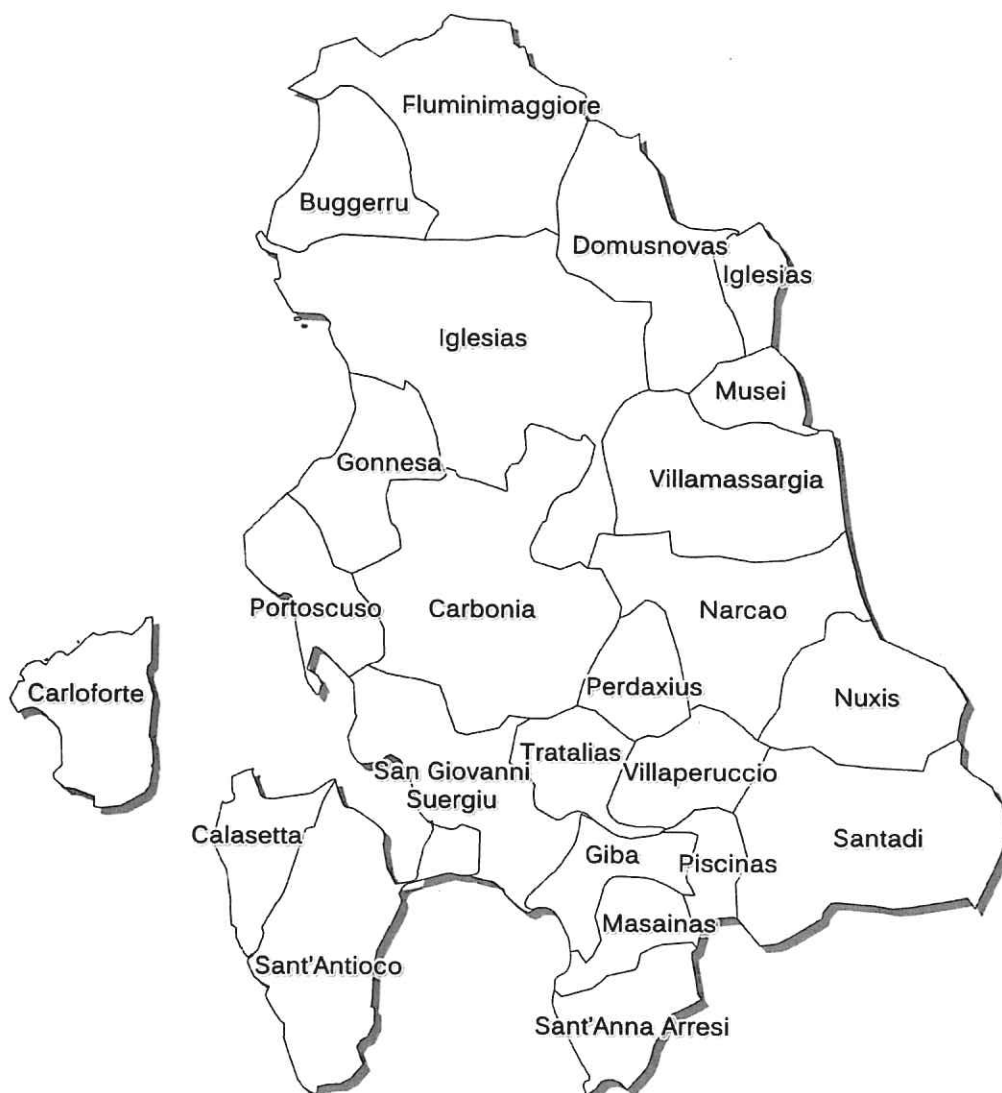 Fluminimaggiore
Buggerru
Domusnovas
Iglesias
Iglesias
Musei
Gonnesa
Villamassargia
Portoscuso
Carbonia
Narcao
Carloforte
Perdaxius
Nuxis
Tratalias
San Giovanni
Suergiu
Villaperuccio
Calasetta
Giba
Piscinas
Santadi
Masainas
Sant'Antioco
Sant'Anna Arresi